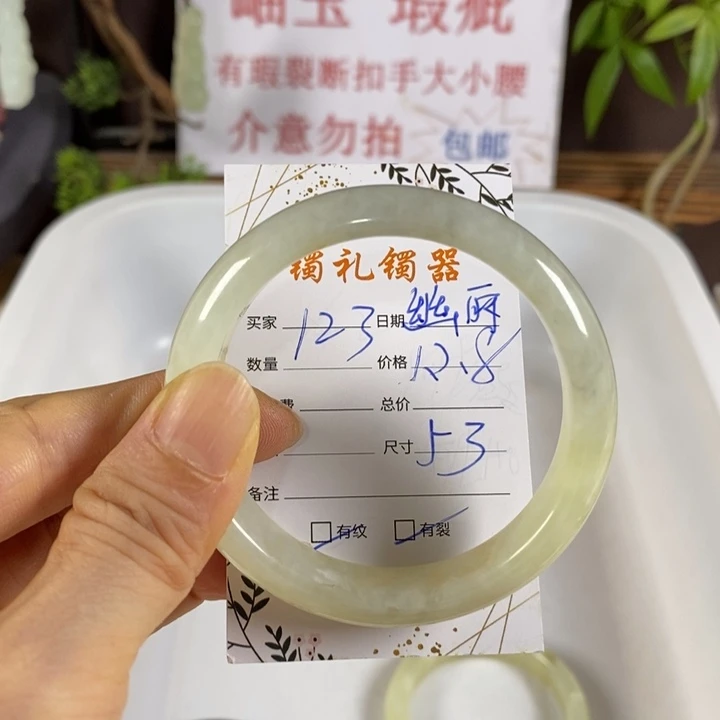 岫玉 瑕疵
有瑕裂断扣手大小腰
介意勿拍 包邮
镯礼镯器
买家 123 日期
数量 价格 12.8
费 总价
尺寸 53
备注
有纹 有裂